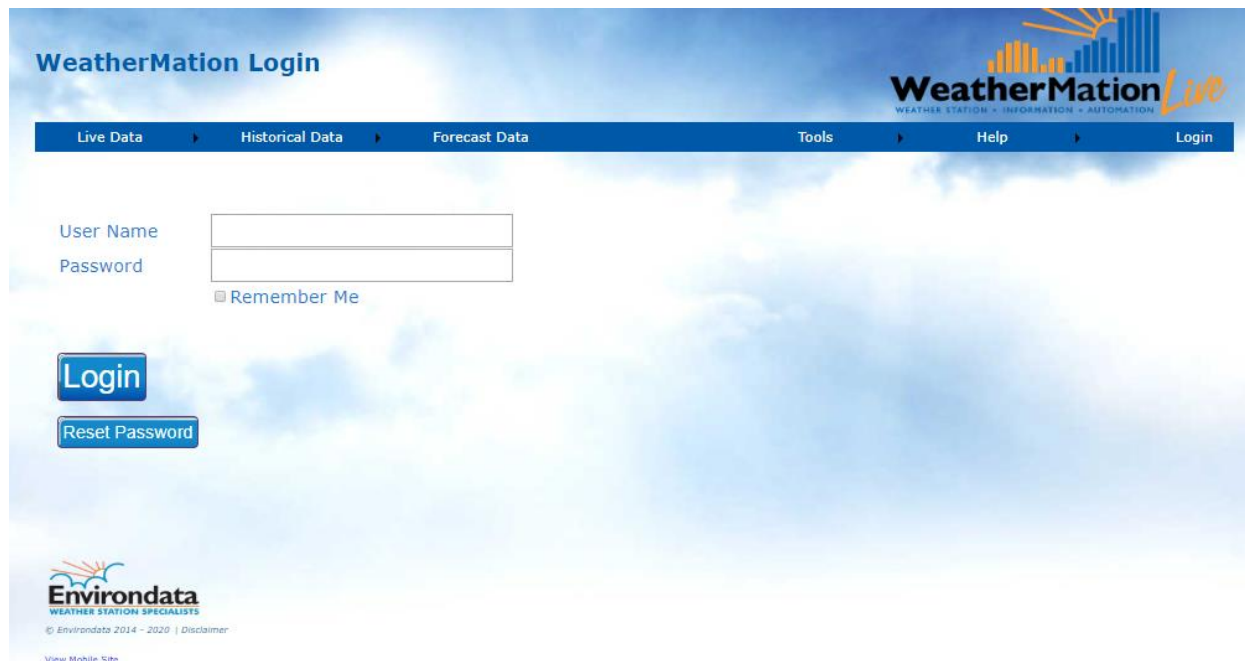 WeatherMation Login
WeatherMation Live
WEATHER STATION • INFORMATION • AUTOMATION
Live Data Historical Data Forecast Data Tools Help Login
User Name
Password
Remember Me
Login
Reset Password
Environdata
WEATHER STATION SPECIALISTS
© Environdata 2014 - 2020 | Disclaimer
View Mobile Site